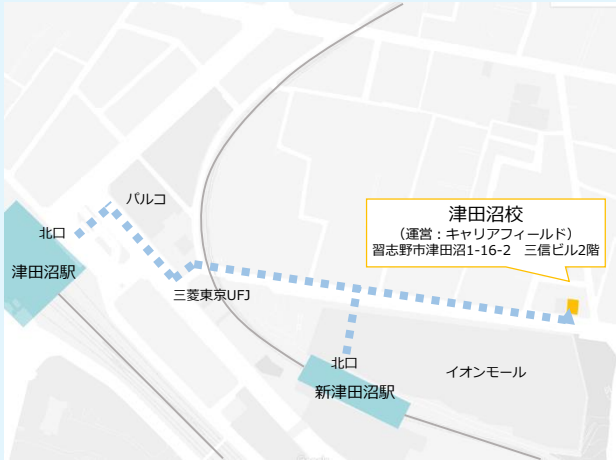 パルコ
北口
津田沼駅
三菱東京UFJ
津田沼校
（運営：キャリアフィールド）
習志野市津田沼1-16-2　三信ビル2階
北口
新津田沼駅
イオンモール